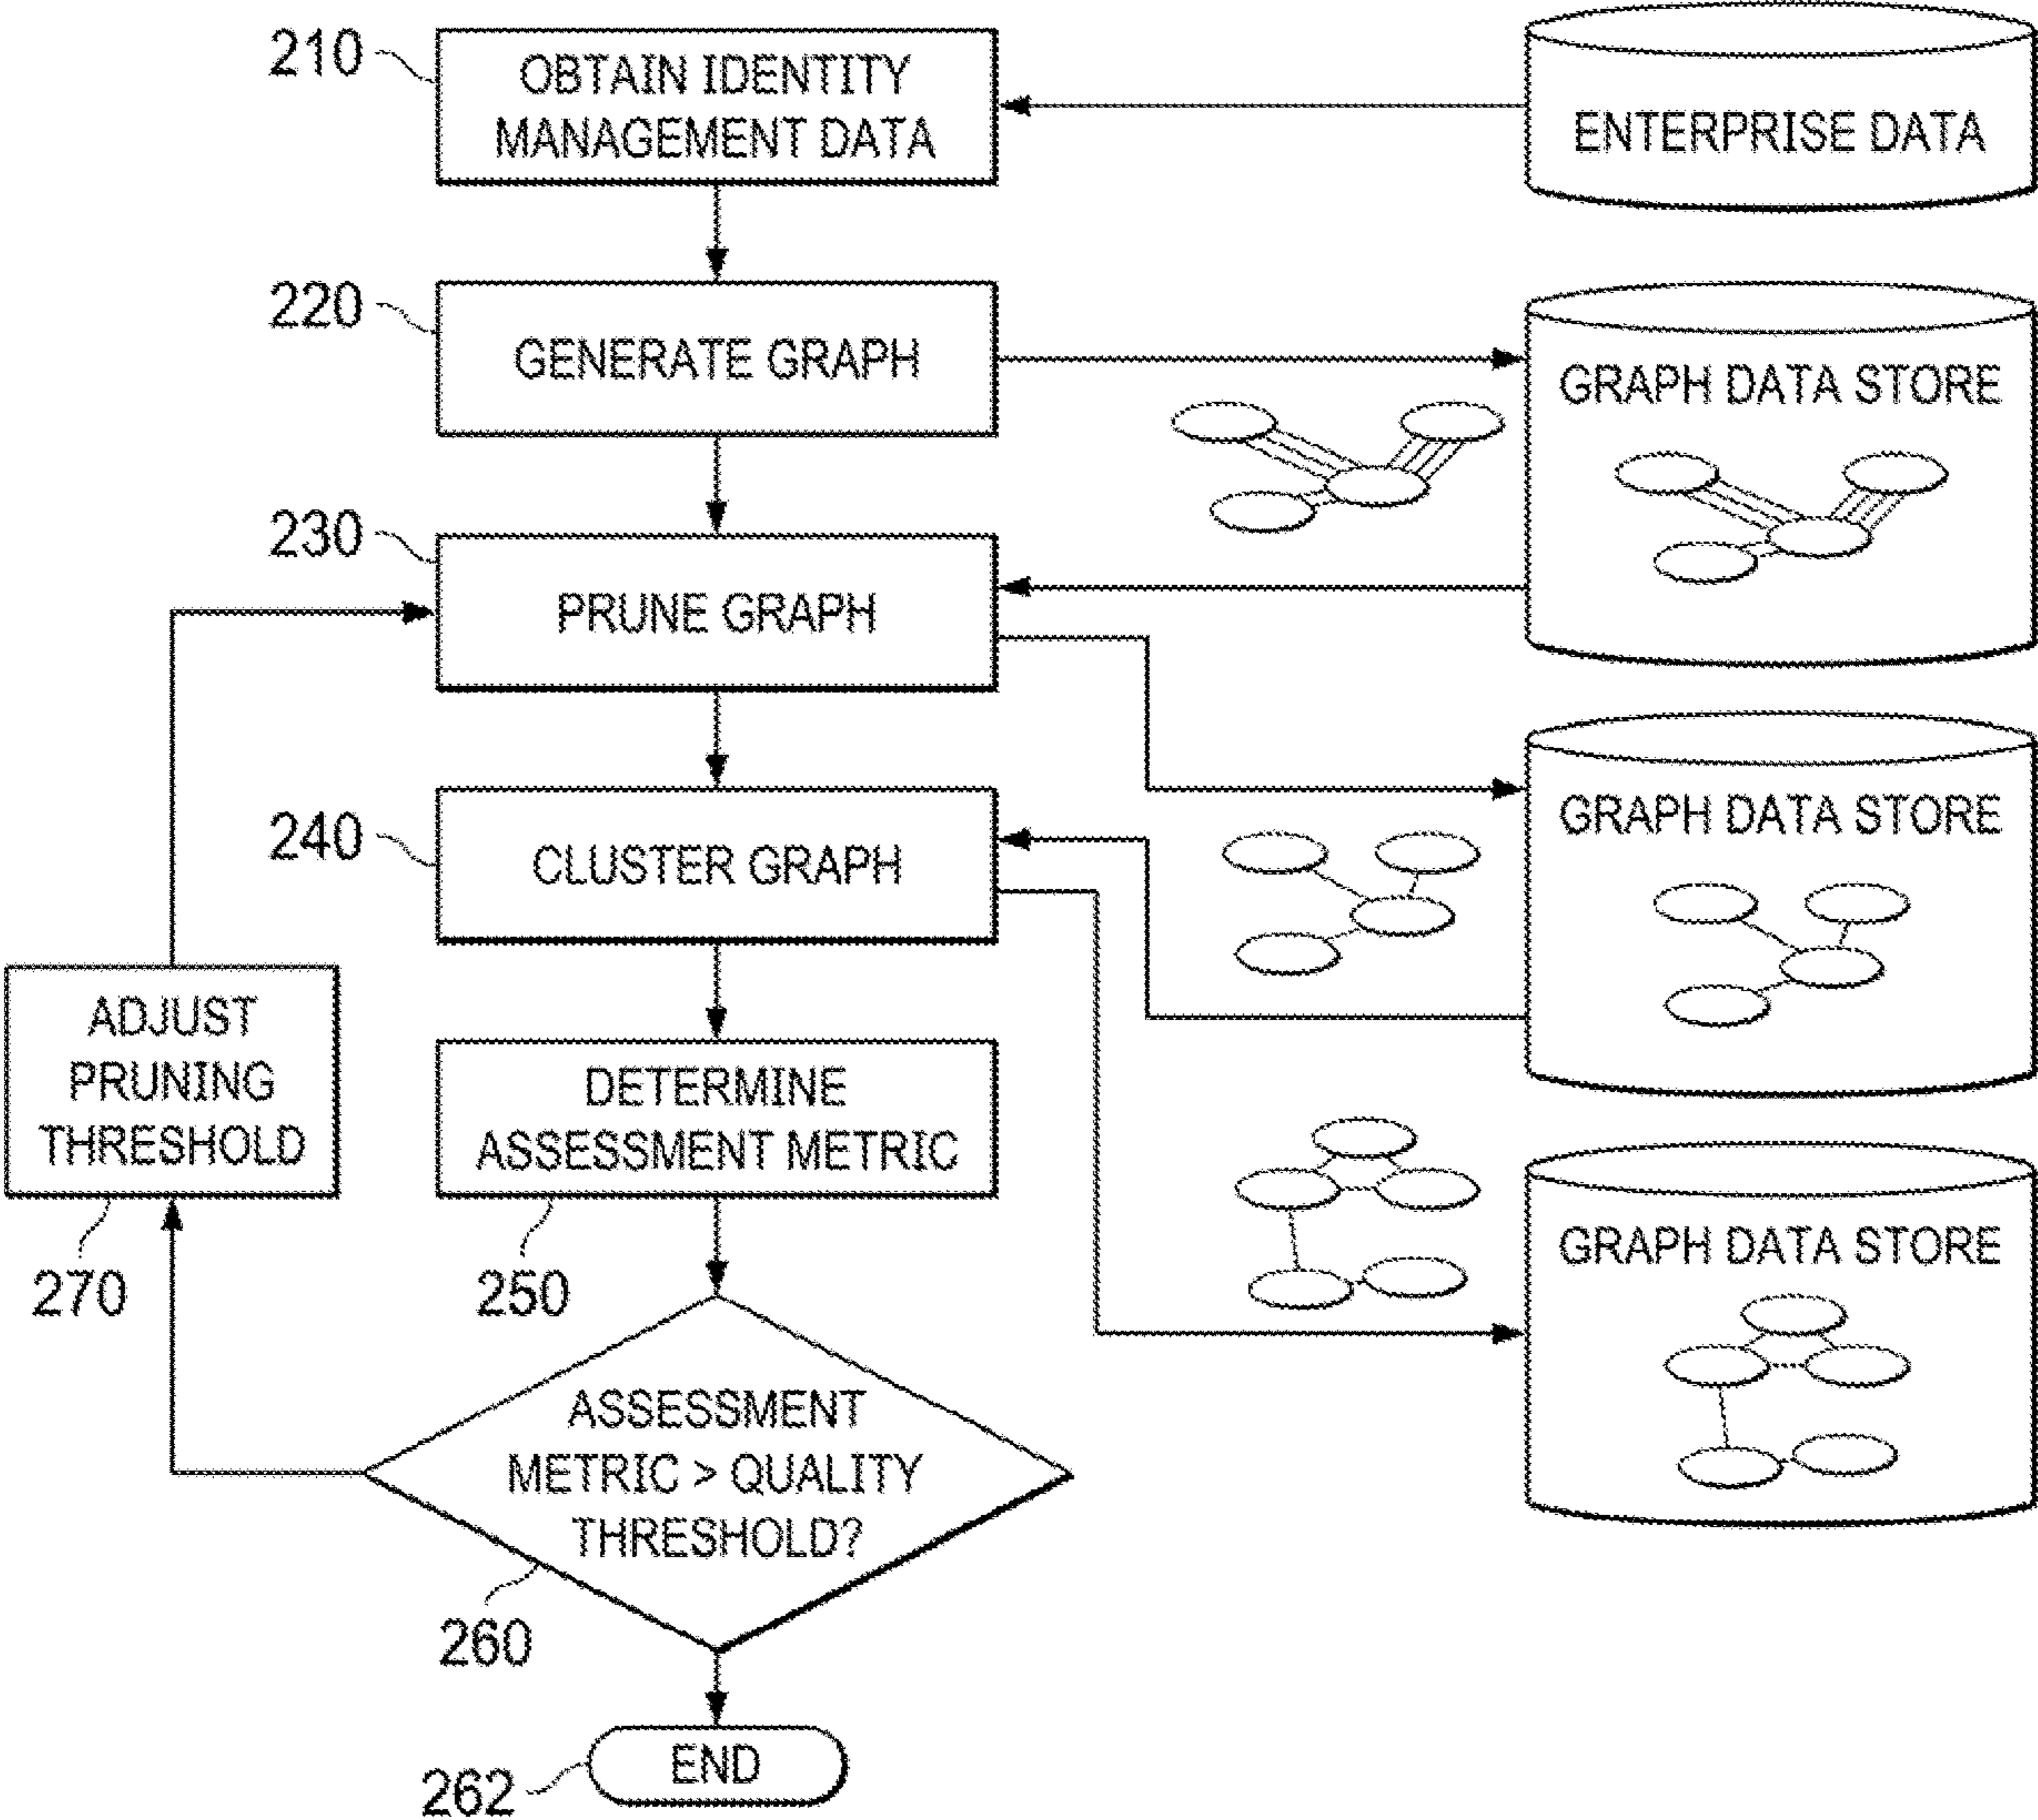 210
OBTAIN IDENTITY
MANAGEMENT DATA
ENTERPRISE DATA
220
GENERATE GRAPH
GRAPH DATA STORE
230
PRUNE GRAPH
240
CLUSTER GRAPH
GRAPH DATA STORE
ADJUST
PRUNING
THRESHOLD
270
DETERMINE
ASSESSMENT METRIC
250
GRAPH DATA STORE
ASSESSMENT
METRIC > QUALITY
THRESHOLD?
260
END
262